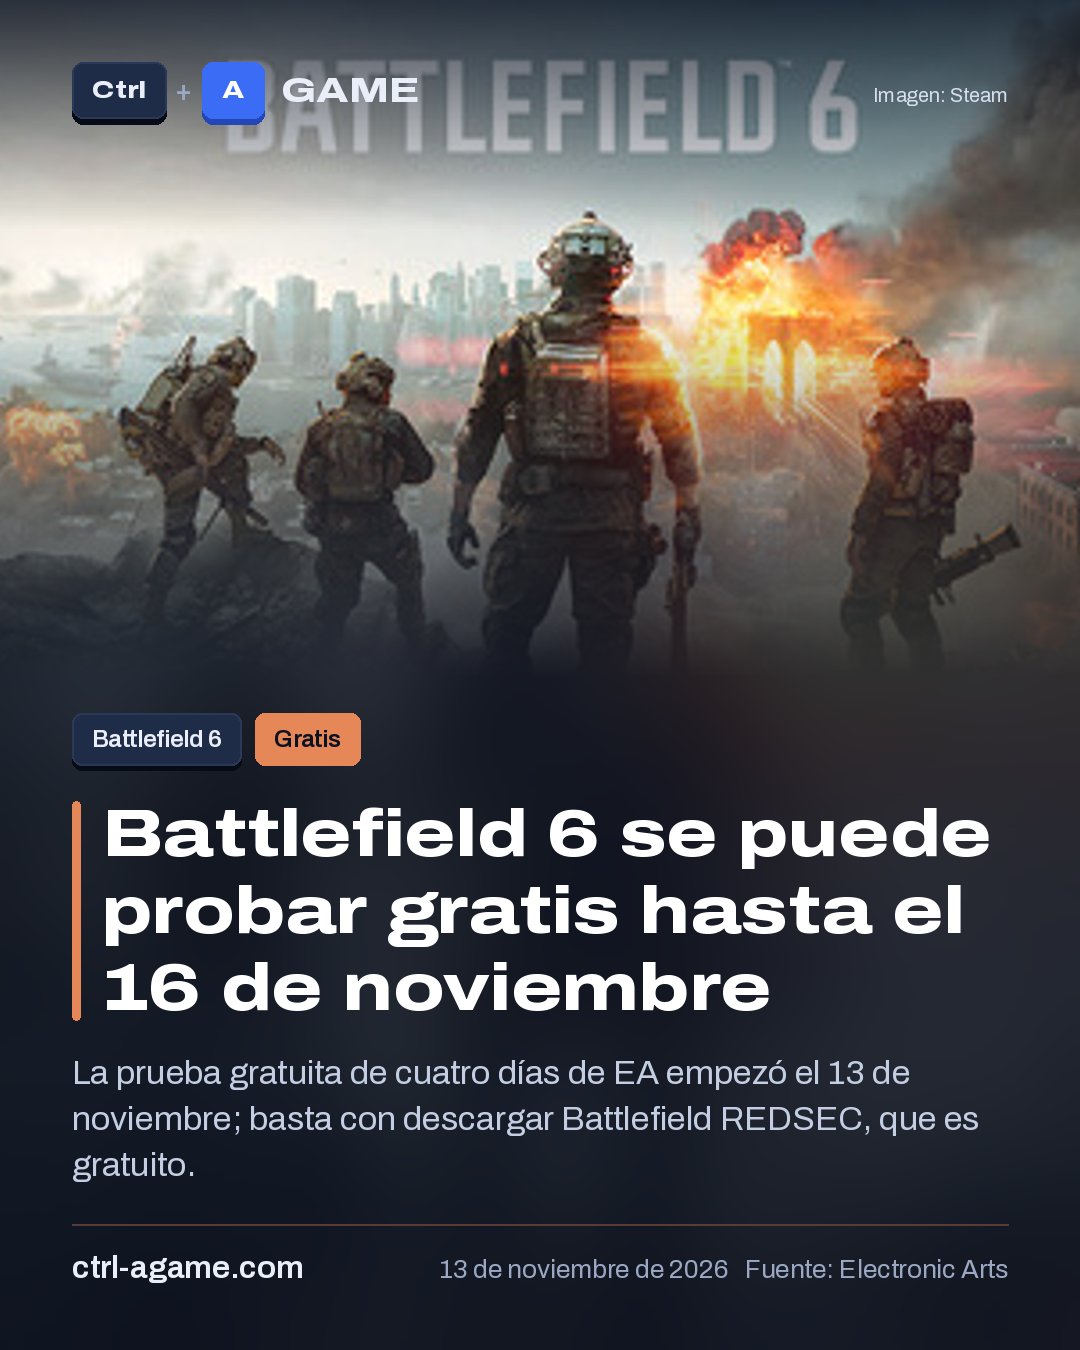 Ctrl + A GAME
BATTLEFIELD 6
Imagen: Steam
Battlefield 6
Gratis
Battlefield 6 se puede
probar gratis hasta el
16 de noviembre
La prueba gratuita de cuatro días de EA empezó el 13 de
noviembre; basta con descargar Battlefield REDSEC, que es
gratuito.
ctrl-agame.com
13 de noviembre de 2026 Fuente: Electronic Arts